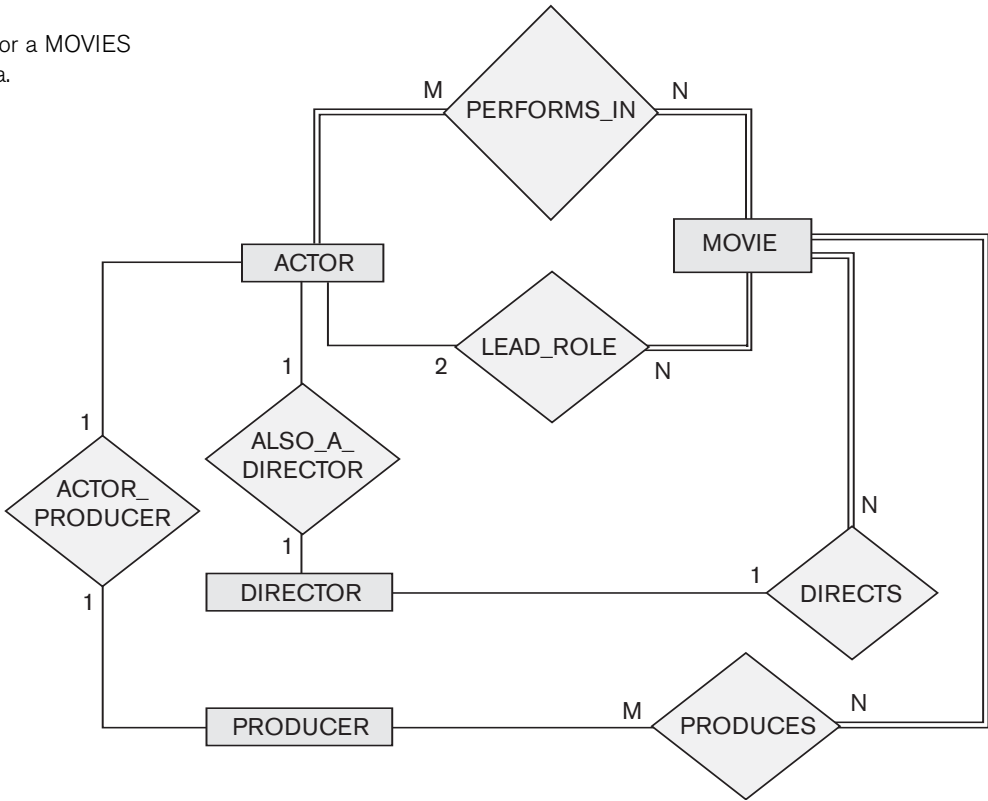 or a MOVIES
a.
M
N
PERFORMS_IN
MOVIE
ACTOR
LEAD_ROLE
1
2
N
1
ALSO_A_
DIRECTOR
ACTOR_
PRODUCER
N
1
1
1
DIRECTOR
DIRECTS
M
N
PRODUCER
PRODUCES